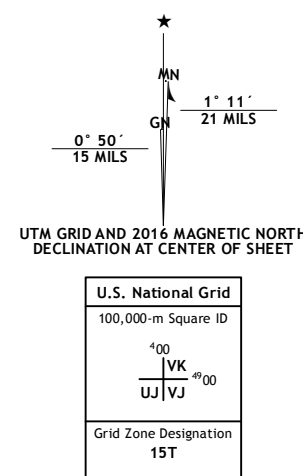 ★
MN
1° 11´
21 MILS
GN
0° 50´
15 MILS
UTM GRID AND 2016 MAGNETIC NORTH
DECLINATION AT CENTER OF SHEET
U.S. National Grid
100,000-m Square ID
400
VK
4900
UJ VJ
Grid Zone Designation
15T